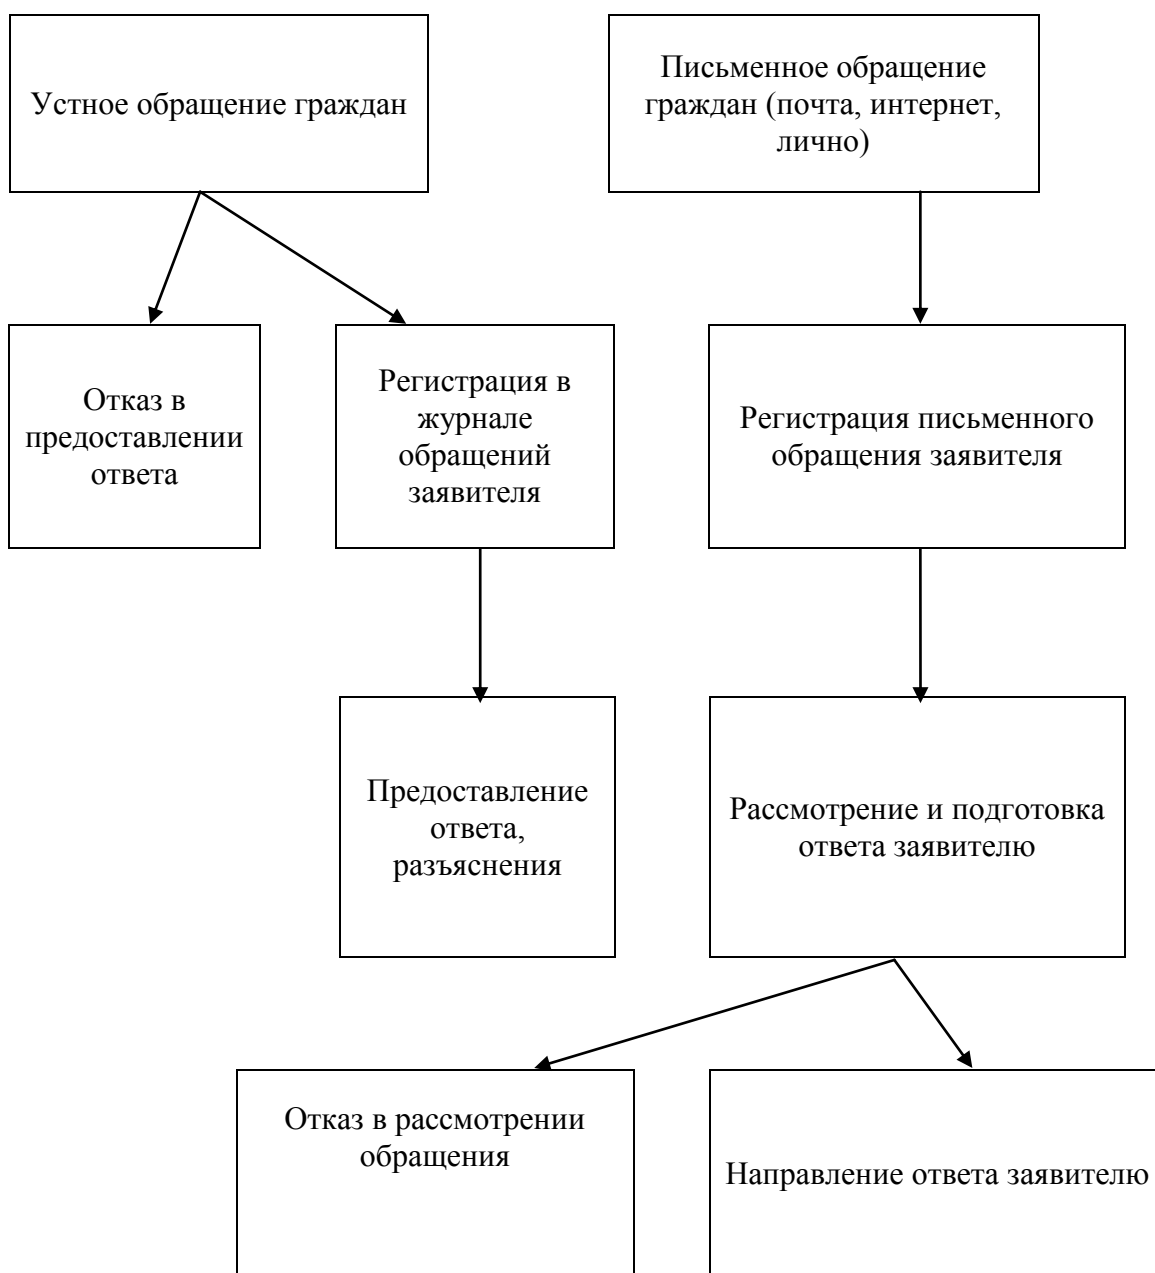 Устное обращение граждан
Письменное обращение
граждан (почта, интернет,
лично)
Отказ в
предоставлении
ответа
Регистрация в
журнале
обращений
заявителя
Регистрация письменного
обращения заявителя
Предоставление
ответа,
разъяснения
Рассмотрение и подготовка
ответа заявителю
Отказ в рассмотрении
обращения
Направление ответа заявителю